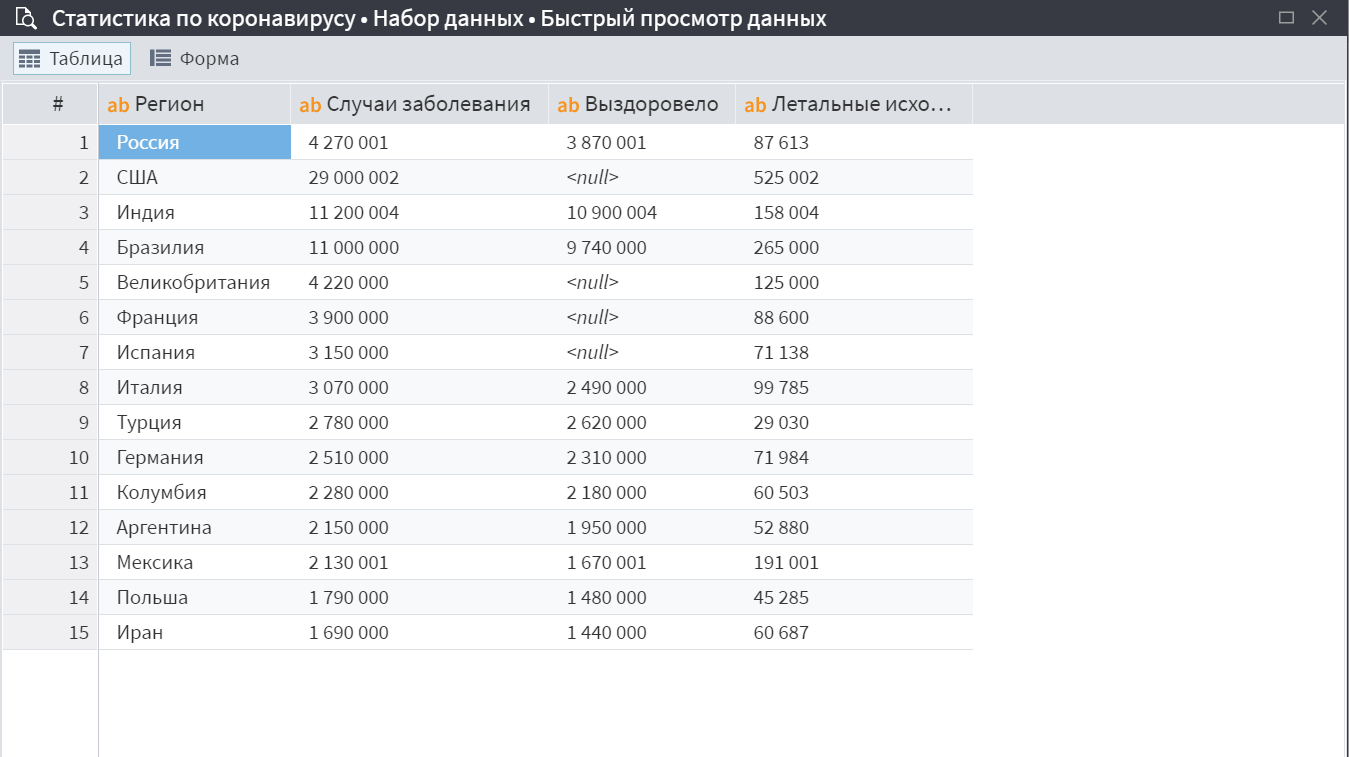 Статистика по коронавирусу • Набор данных • Быстрый просмотр данных
Таблица Форма
# ab Регион ab Случаи заболевания ab Выздоровело ab Летальные исхо...
1 Россия 4 270 001 3 870 001 87 613
2 США 29 000 002 <null> 525 002
3 Индия 11 200 004 10 900 004 158 004
4 Бразилия 11 000 000 9 740 000 265 000
5 Великобритания 4 220 000 <null> 125 000
6 Франция 3 900 000 <null> 88 600
7 Испания 3 150 000 <null> 71 138
8 Италия 3 070 000 2 490 000 99 785
9 Турция 2 780 000 2 620 000 29 030
10 Германия 2 510 000 2 310 000 71 984
11 Колумбия 2 280 000 2 180 000 60 503
12 Аргентина 2 150 000 1 950 000 52 880
13 Мексика 2 130 001 1 670 001 191 001
14 Польша 1 790 000 1 480 000 45 285
15 Иран 1 690 000 1 440 000 60 687